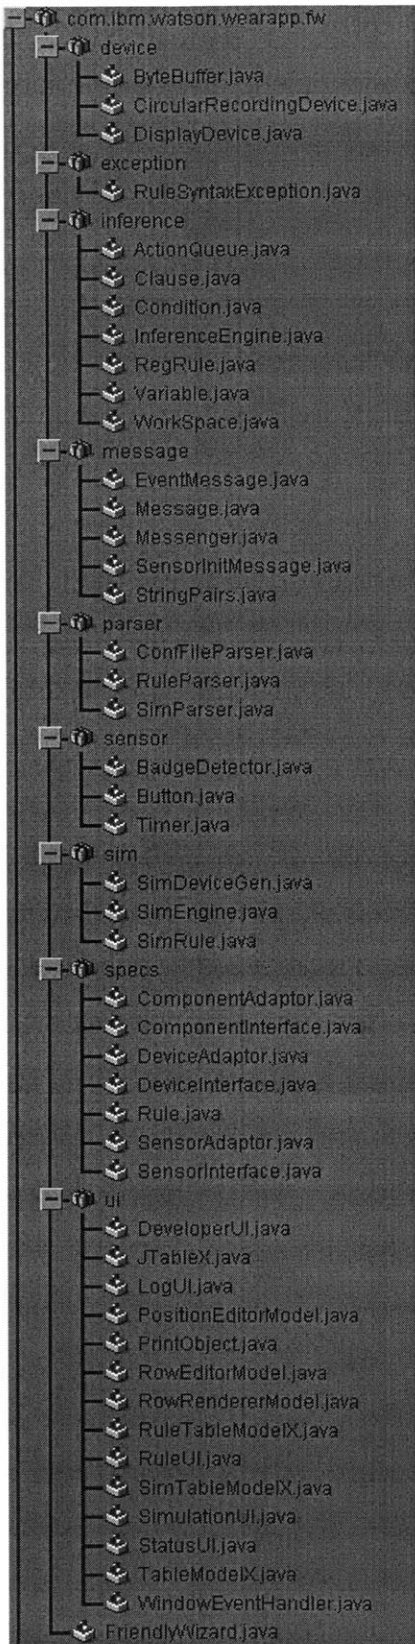 com.ibm.watson.wearapp.fw
device
ByteBuffer.java
CircularRecordingDevice.java
DisplayDevice.java
exception
RuleSyntaxException.java
inference
ActionQueue.java
Clause.java
Condition.java
InferenceEngine.java
RegRule.java
Variable.java
WorkSpace.java
message
EventMessage.java
Message.java
Messenger.java
SensorInitMessage.java
StringPairs.java
parser
ConfFileParser.java
RuleParser.java
SimParser.java
sensor
BadgeDetector.java
Button.java
Timer.java
sim
SimDeviceGen.java
SimEngine.java
SimRule.java
specs
ComponentAdaptor.java
ComponentInterface.java
DeviceAdaptor.java
DeviceInterface.java
Rule.java
SensorAdaptor.java
SensorInterface.java
ui
DeveloperUI.java
JTableX.java
LogUI.java
PositionEditorModel.java
PrintObject.java
RowEditorModel.java
RowRendererModel.java
RuleTableModelX.java
RuleUI.java
SimTableModelX.java
SimulationUI.java
StatusUI.java
TableModelX.java
WindowEventHandler.java
FriendlyWizard.java